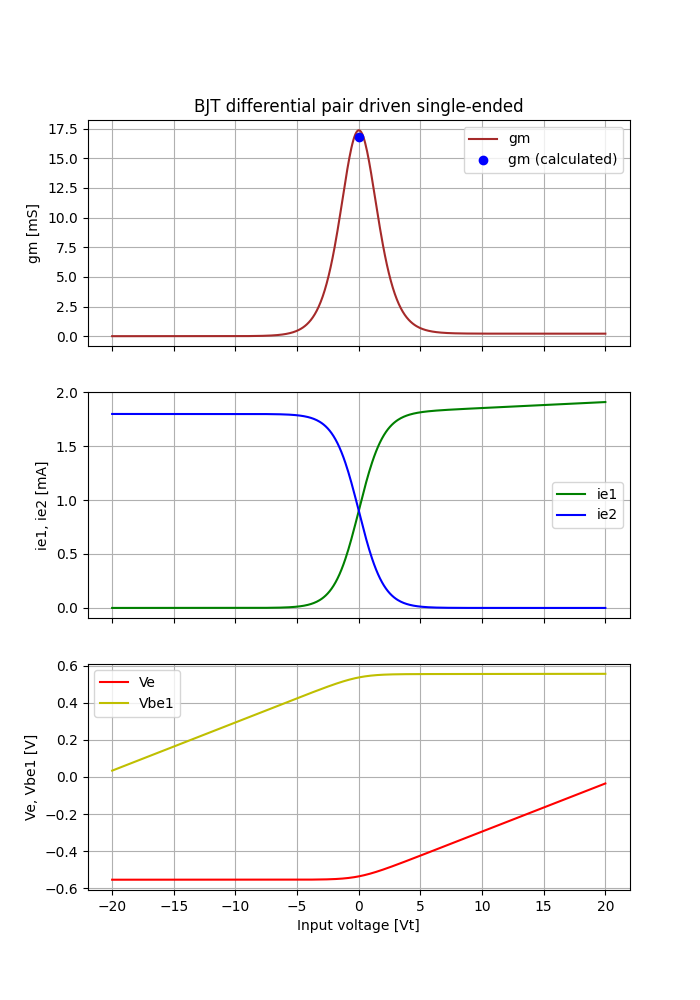 BJT differential pair driven single-ended
17.5
15.0
12.5
10.0
7.5
5.0
2.5
0.0
gm [mS]
gm
gm (calculated)
2.0
1.5
1.0
0.5
0.0
ie1, ie2 [mA]
ie1
ie2
0.6
0.4
0.2
0.0
−0.2
−0.4
−0.6
Ve, Vbe1 [V]
Ve
Vbe1
−20 −15 −10 −5 0 5 10 15 20
Input voltage [Vt]